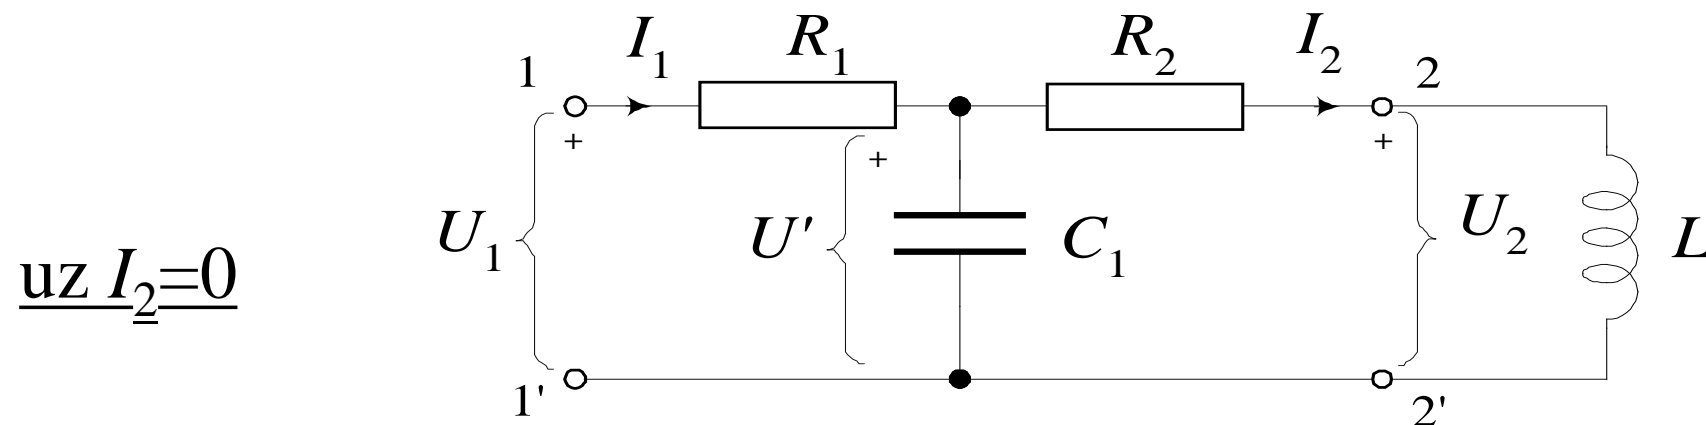 I₁ R₁ R₂ I₂
1 2
+ + +
U₁ U' C₁ U₂ L
uz I₂=0
1' 2'